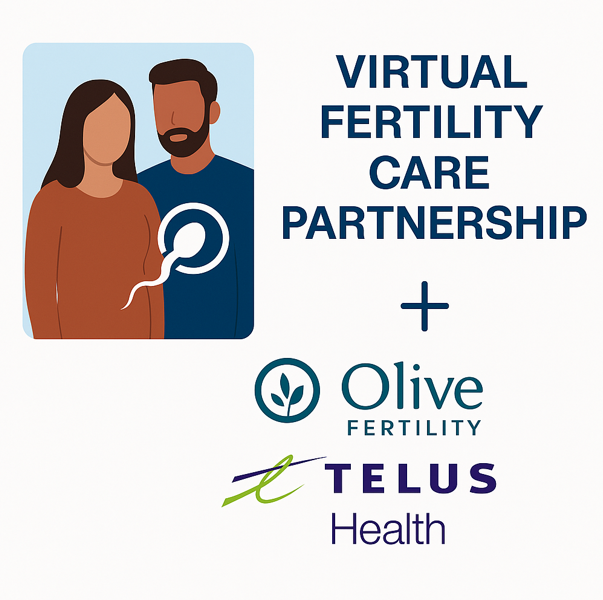 VIRTUAL
FERTILITY
CARE
PARTNERSHIP
+
Olive
FERTILITY
TELUS
Health